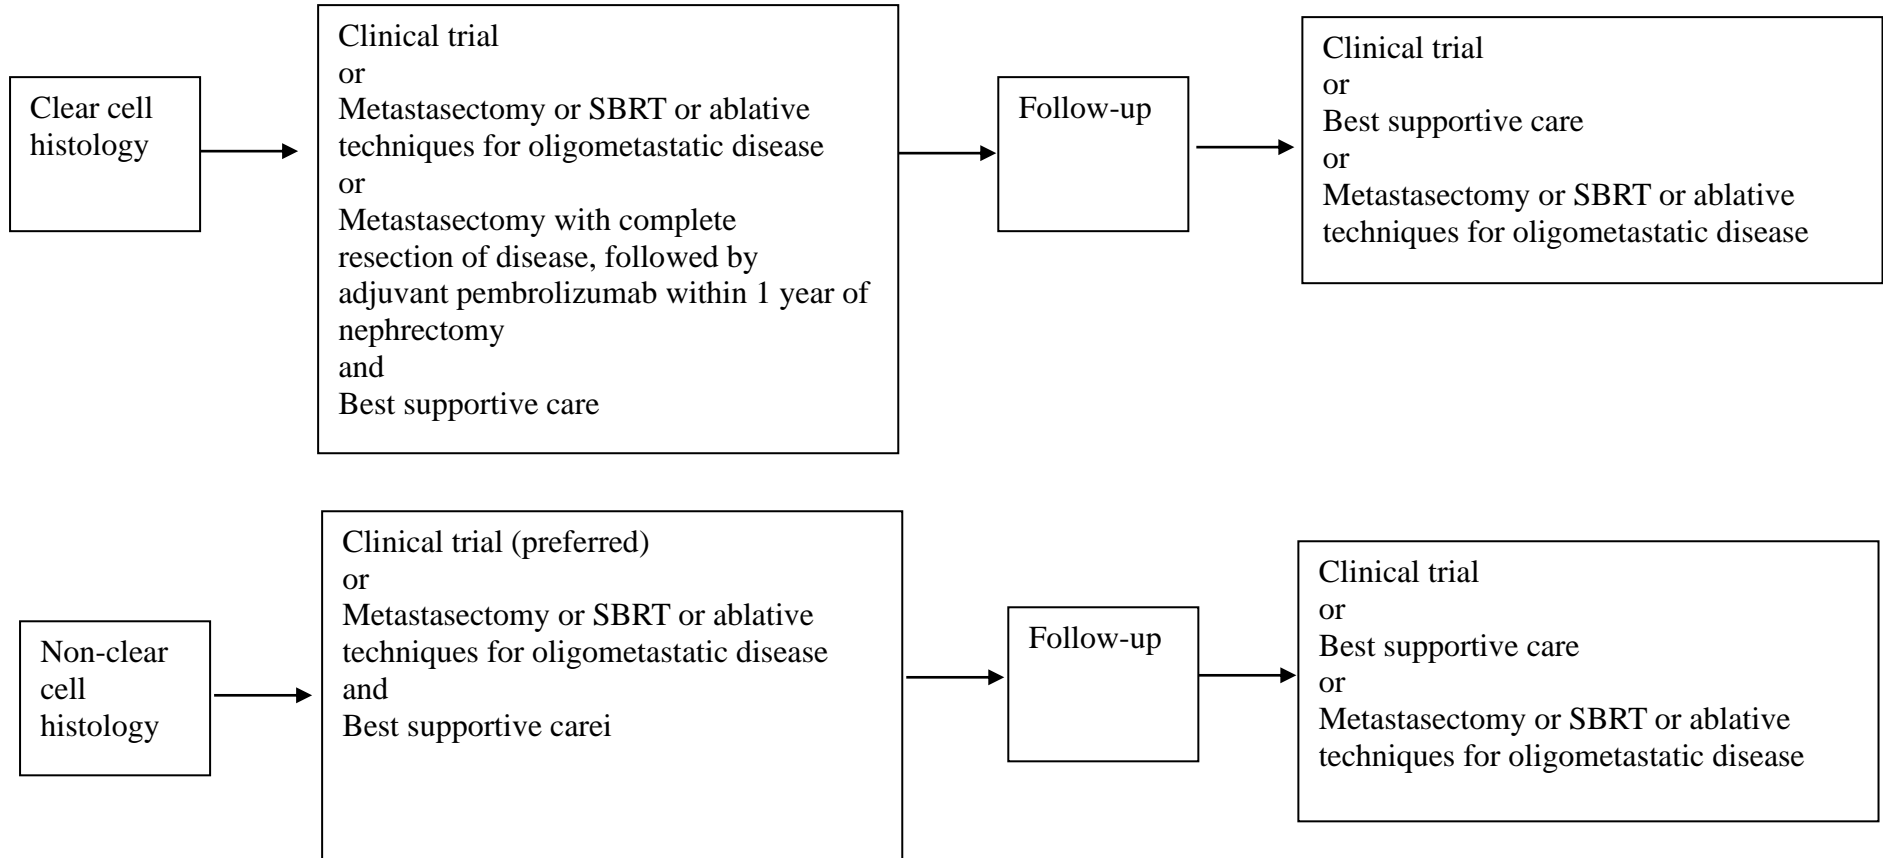 Clear cell
histology
Clinical trial
or
Metastasectomy or SBRT or ablative
techniques for oligometastatic disease
or
Metastasectomy with complete
resection of disease, followed by
adjuvant pembrolizumab within 1 year of
nephrectomy
and
Best supportive care
Follow-up
Clinical trial
or
Best supportive care
or
Metastasectomy or SBRT or ablative
techniques for oligometastatic disease
Non-clear
cell
histology
Clinical trial (preferred)
or
Metastasectomy or SBRT or ablative
techniques for oligometastatic disease
and
Best supportive carei
Follow-up
Clinical trial
or
Best supportive care
or
Metastasectomy or SBRT or ablative
techniques for oligometastatic disease